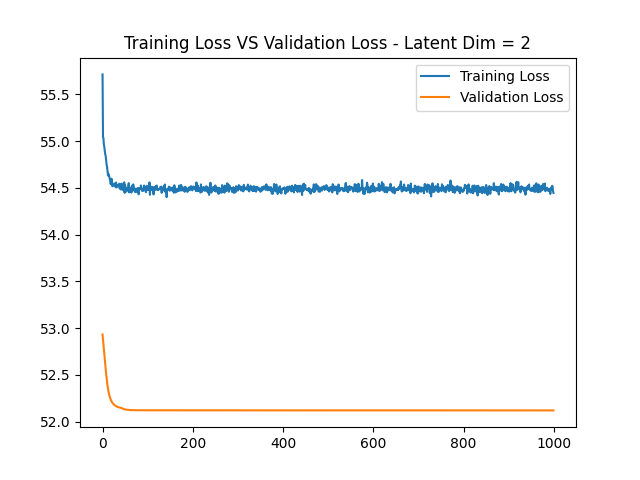 Training Loss VS Validation Loss - Latent Dim = 2
Training Loss
Validation Loss
55.5
55.0
54.5
54.0
53.5
53.0
52.5
52.0
0 200 400 600 800 1000